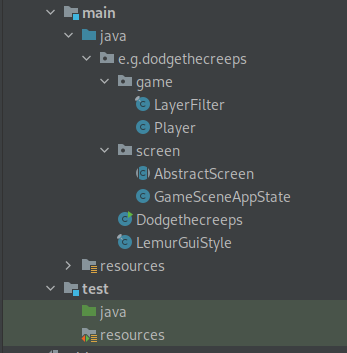 main
java
e.g.dodgethecreeps
game
LayerFilter
Player
screen
AbstractScreen
GameSceneAppState
Dodgethecreeps
LemurGuiStyle
resources
test
java
resources